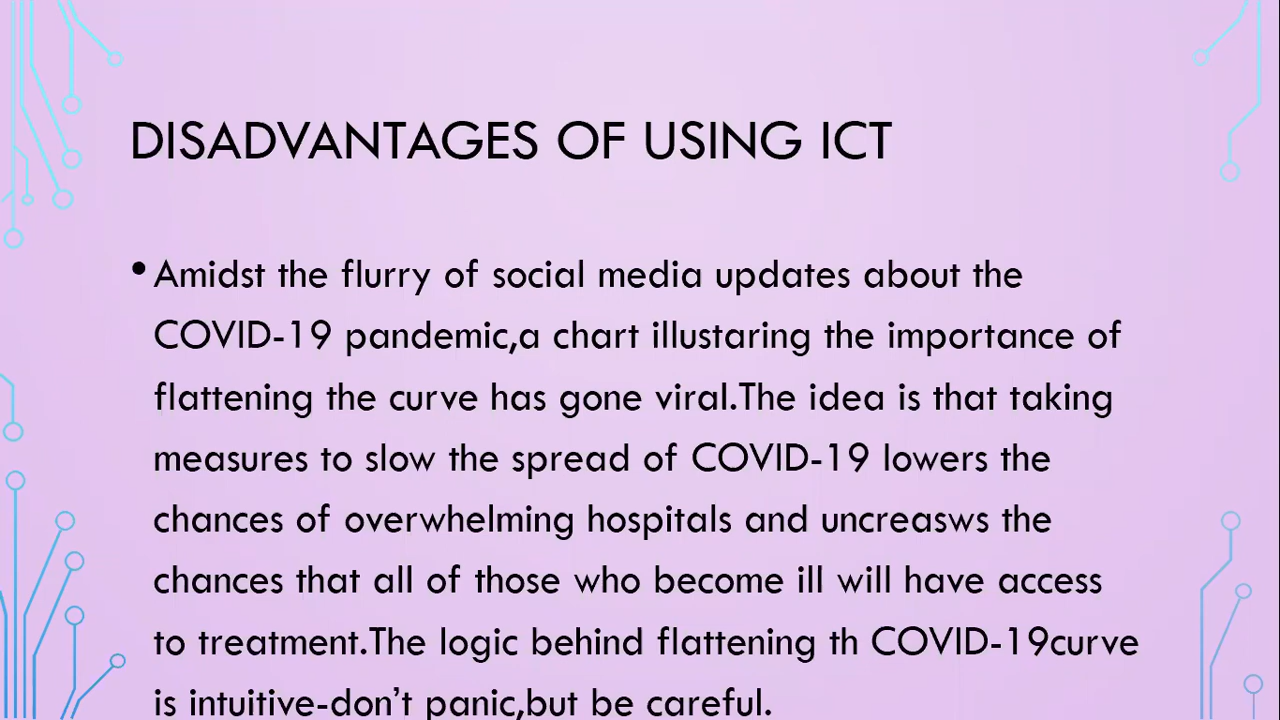 DISADVANTAGES OF USING ICT
•Amidst the flurry of social media updates about the
COVID-19 pandemic,a chart illustaring the importance of
flattening the curve has gone viral.The idea is that taking
measures to slow the spread of COVID-19 lowers the
chances of overwhelming hospitals and uncreasws the
chances that all of those who become ill will have access
to treatment.The logic behind flattening th COVID-19curve
is intuitive-don’t panic,but be careful.